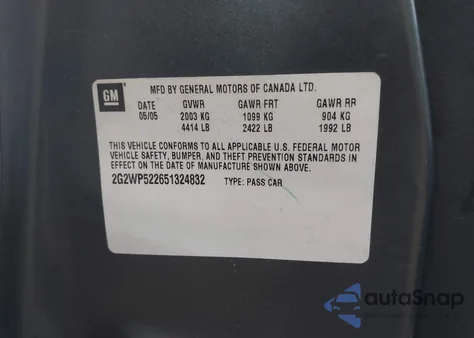 GM
MFD BY GENERAL MOTORS OF CANADA LTD.
DATE GVWR GAWR FRT GAWR RR
05/05 2003 KG 1099 KG 904 KG
4414 LB 2422 LB 1992 LB
THIS VEHICLE CONFORMS TO ALL APPLICABLE U.S. FEDERAL MOTOR
VEHICLE SAFETY, BUMPER, AND THEFT PREVENTION STANDARDS IN
EFFECT ON THE DATE OF MANUFACTURE SHOWN ABOVE.
2G2WP522651324832 TYPE: PASS CAR
autoSnap